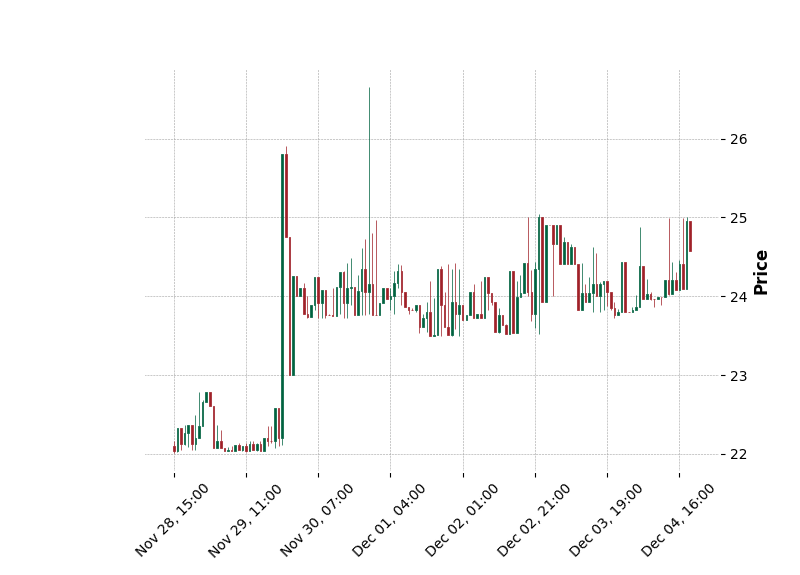 26
25
24
23
22
Price
Nov 28, 15:00
Nov 29, 11:00
Nov 30, 07:00
Dec 01, 04:00
Dec 02, 01:00
Dec 02, 21:00
Dec 03, 19:00
Dec 04, 16:00